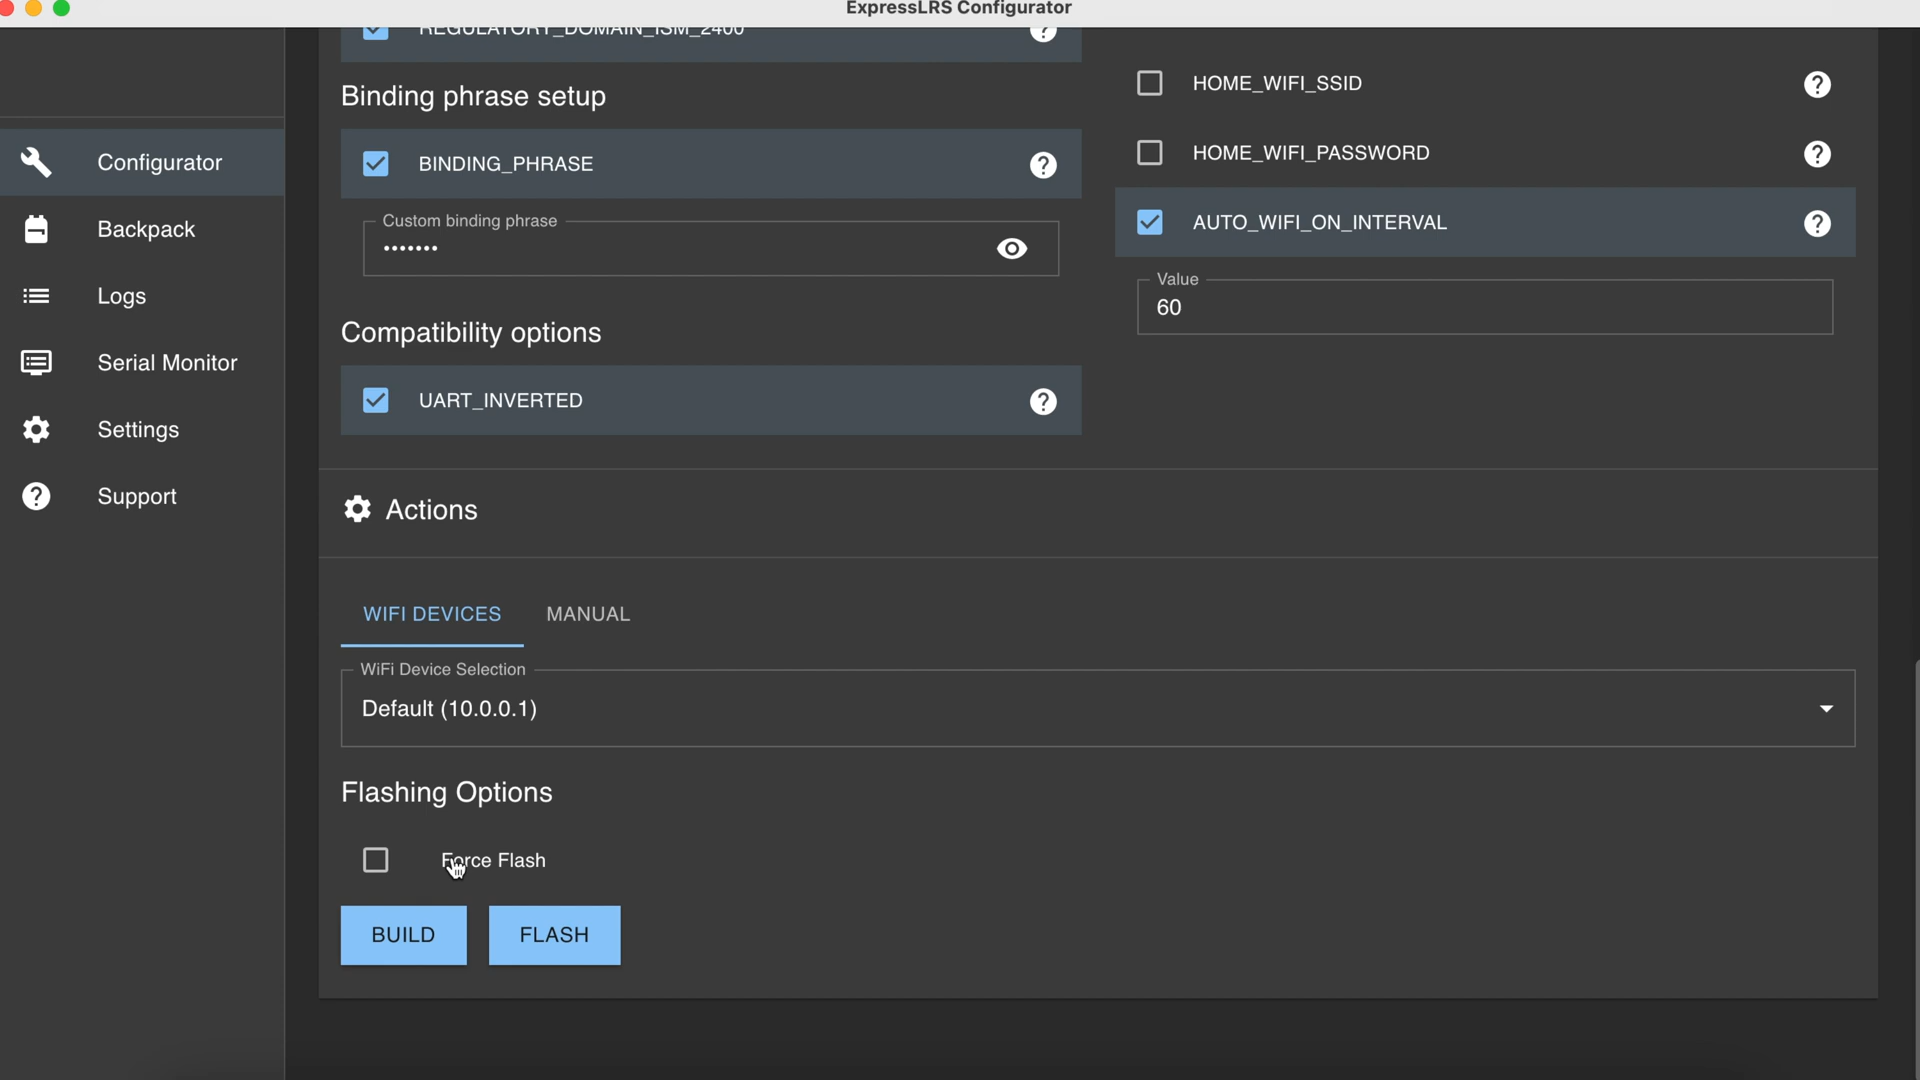 ExpressLRS Configurator
Configurator
Backpack
Logs
Serial Monitor
Settings
Support
REGULATORY_DOMAIN_ISM_2400
Binding phrase setup
BINDING_PHRASE
Custom binding phrase
•••••••
Compatibility options
UART_INVERTED
HOME_WIFI_SSID
HOME_WIFI_PASSWORD
AUTO_WIFI_ON_INTERVAL
Value
60
Actions
WIFI DEVICES
MANUAL
WiFi Device Selection
Default (10.0.0.1)
Flashing Options
Force Flash
BUILD
FLASH